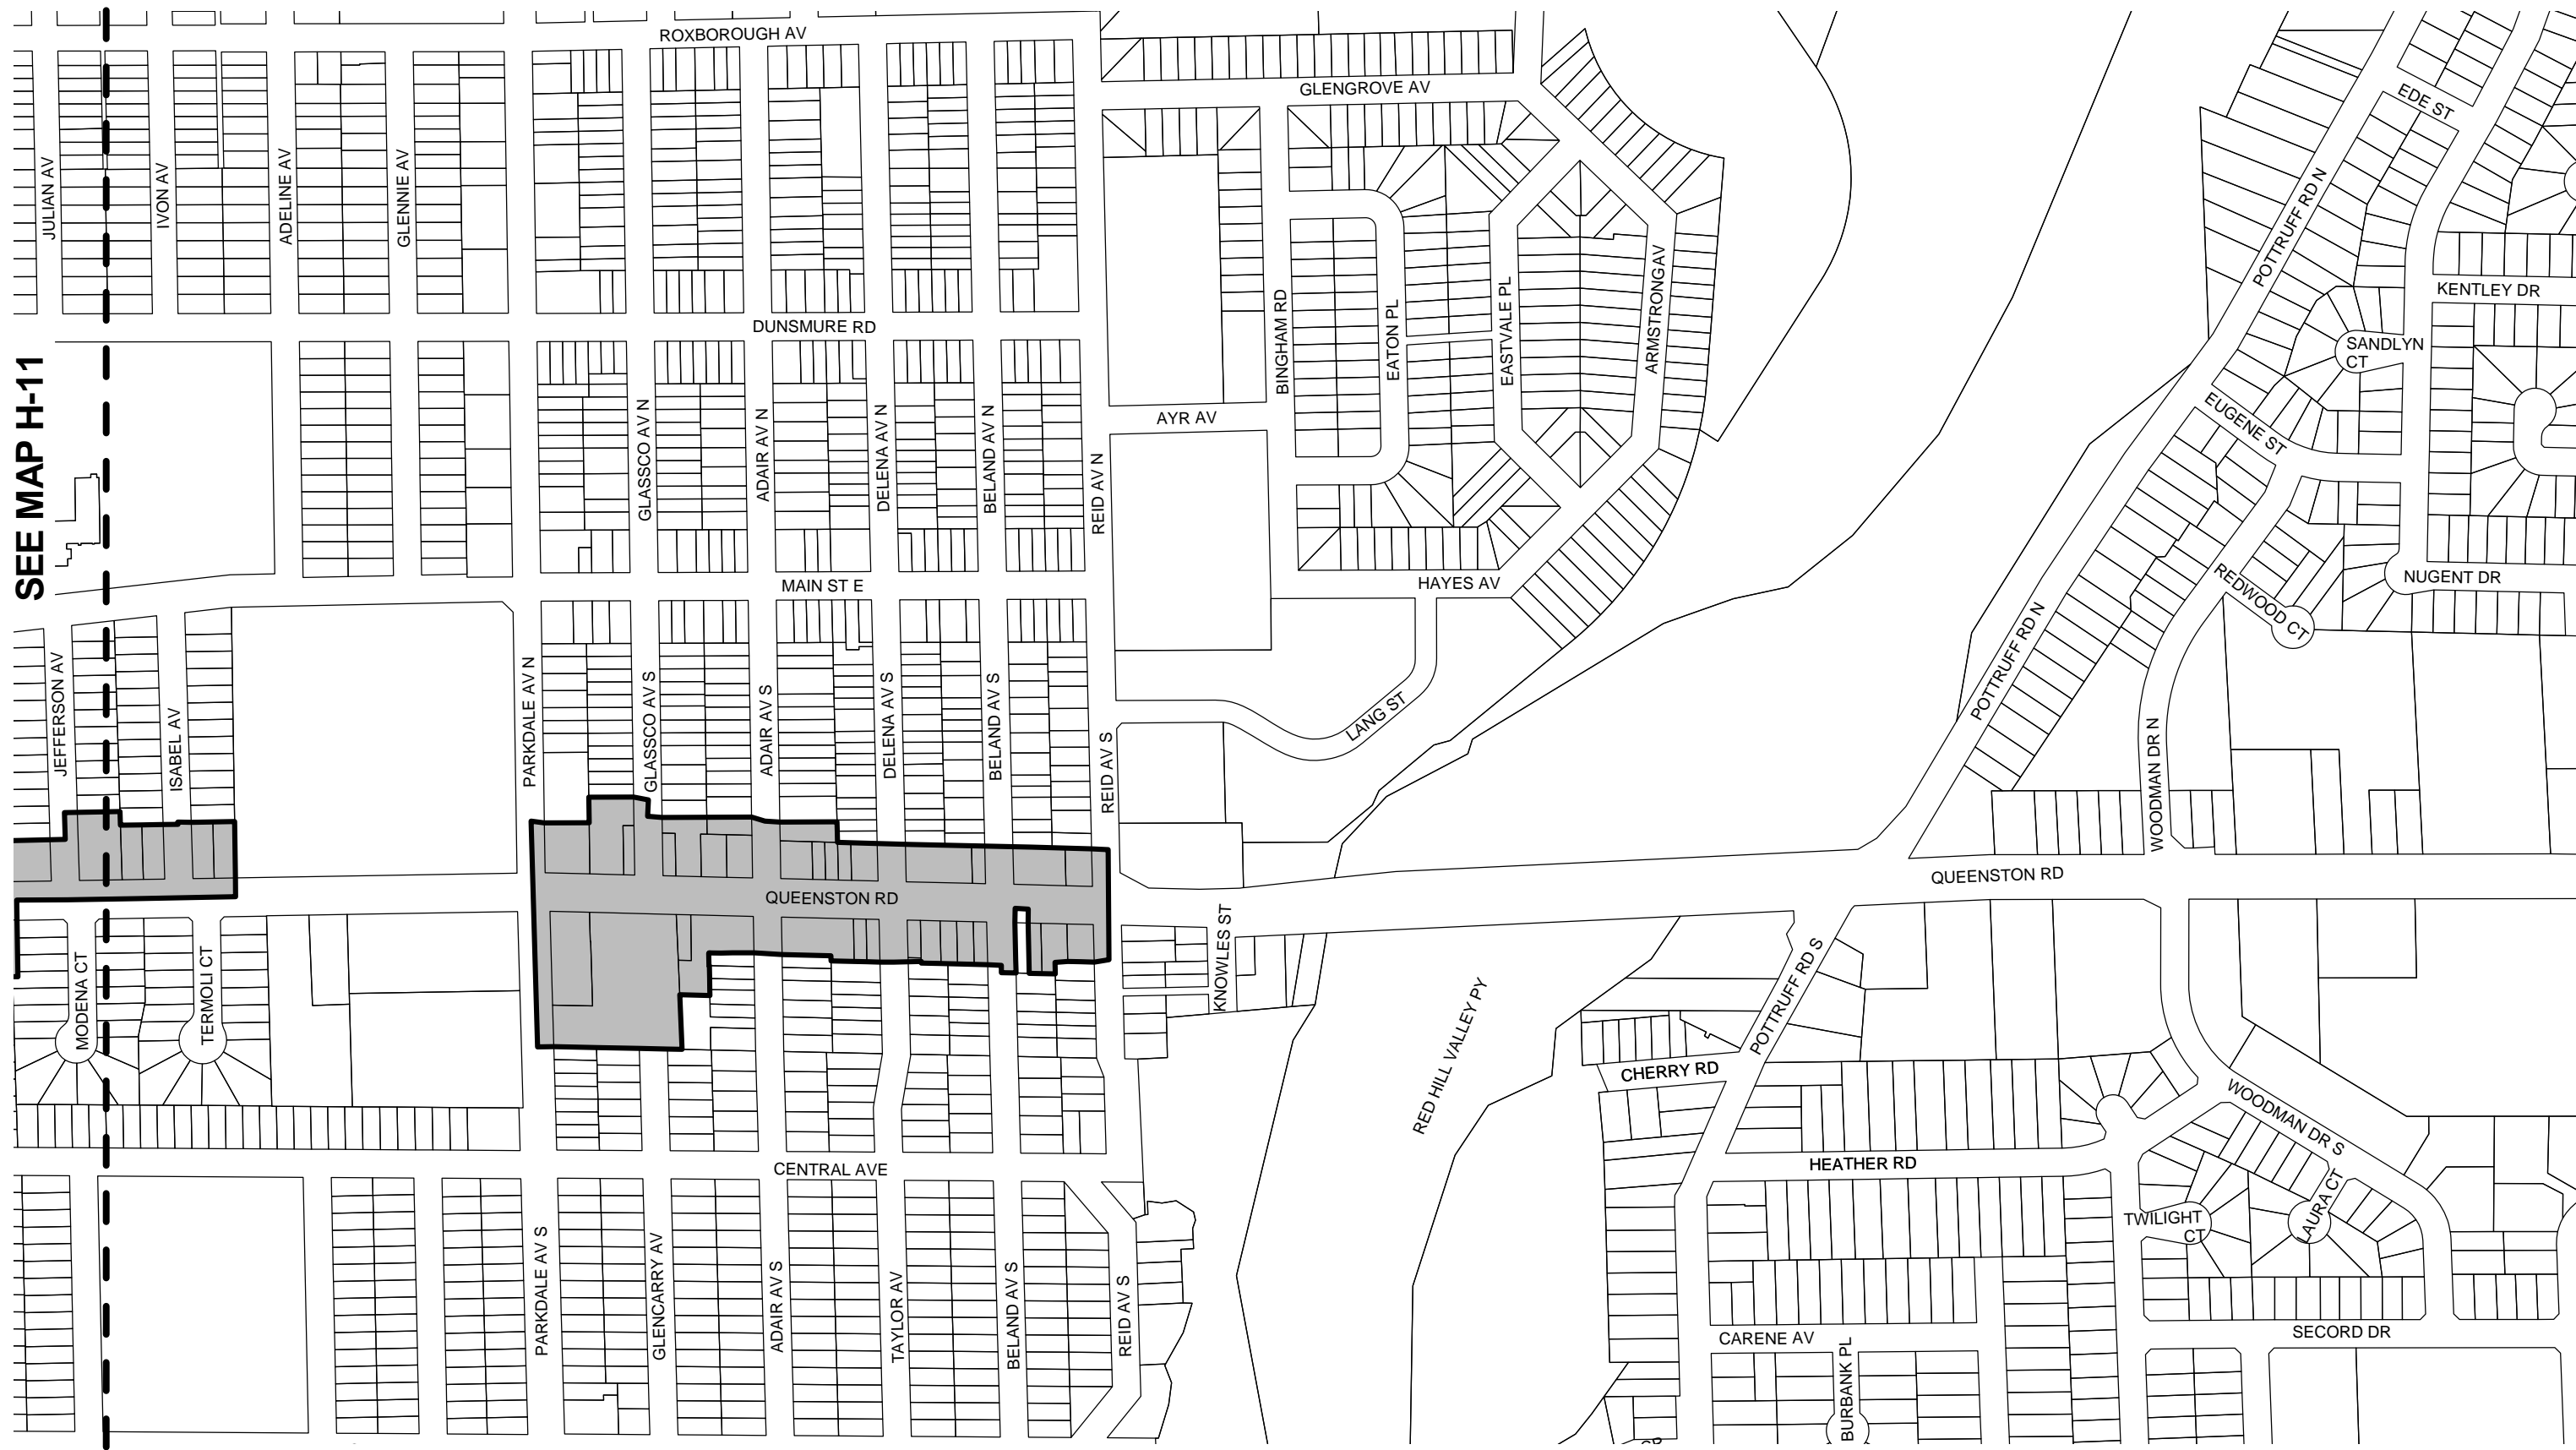 ROXBOROUGH AV
GLENGROVE AV
EDE ST
JULIAN AV
IVON AV
ADELINE AV
GLENNIE AV
POTTRUFF RD N
KENTLEY DR
DUNSMURE RD
BINGHAM RD
EATON PL
EASTVALE PL
ARMSTRONG AV
SANDLYN
CT
SEE MAP H-11
GLASSCO AV N
ADAIR AV N
DELENA AV N
BELAND AV N
REID AV N
AYR AV
EUGENE ST
MAIN ST E
HAYES AV
NUGENT DR
REDWOOD CT
JEFFERSON AV
ISABEL AV
PARKDALE AV N
GLASSCO AV S
ADAIR AV S
DELENA AV S
BELAND AV S
REID AV S
LANG ST
POTTRUFF RD N
WOODMAN DR N
QUEENSTON RD
QUEENSTON RD
MODENA CT
TERMOLI CT
KNOWLES ST
RED HILL VALLEY PY
POTTRUFF RD S
CHERRY RD
WOODMAN DR S
CENTRAL AVE
HEATHER RD
TWILIGHT
CT
LAURA CT
PARKDALE AV S
GLENCARRY AV
ADAIR AV S
TAYLOR AV
BELAND AV S
REID AV S
CARENE AV
BURBANK PL
SECORD DR